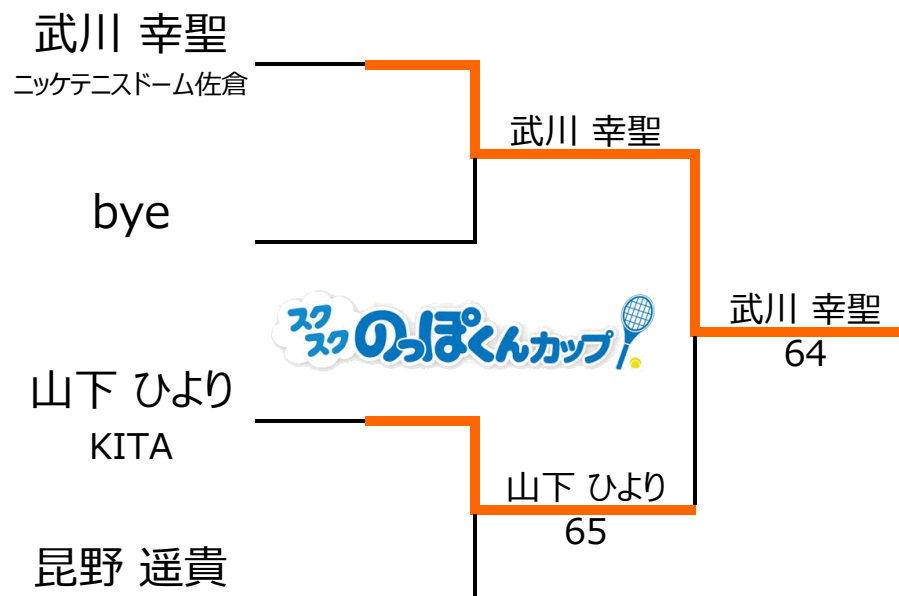 武川 幸聖
ニッケテニスドーム佐倉
武川 幸聖
bye
スク
スク のっぽくんカップ
武川 幸聖
64
山下 ひより
KITA
山下 ひより
65
昆野 遥貴